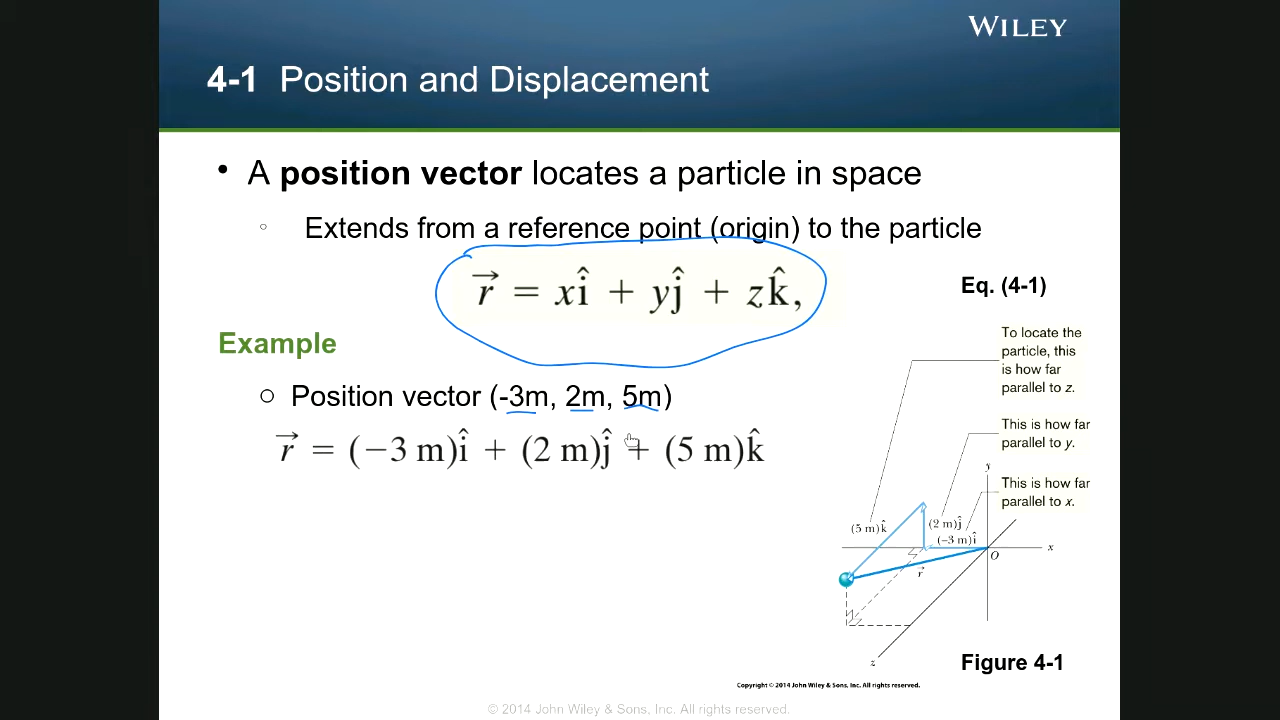 WILEY
4-1 Position and Displacement
• A position vector locates a particle in space
○ Extends from a reference point (origin) to the particle
r⃗ = xî + yĵ + zk̂,
Eq. (4-1)
Example
To locate the
particle, this
is how far
parallel to z.
○ Position vector (-3m, 2m, 5m)
r⃗ = (−3 m)î + (2 m)ĵ + (5 m)k̂
This is how far
parallel to y.
y
This is how far
parallel to x.
(5 m)k̂
(2 m)ĵ
(−3 m)î
x
O
r⃗
z
Figure 4-1
Copyright © 2014 John Wiley & Sons, Inc. All rights reserved.
© 2014 John Wiley & Sons, Inc. All rights reserved.